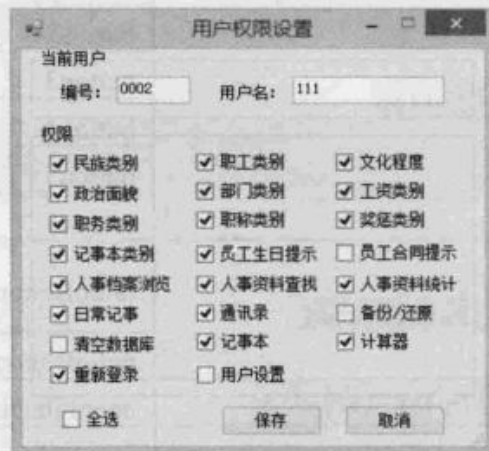 用户权限设置
当前用户
编号： 0002 用户名： 111
权限
民族类别 职工类别 文化程度
政治面貌 部门类别 工资类别
职务类别 职称类别 奖惩类别
记事本类别 员工生日提示 员工合同提示
人事档案浏览 人事资料查找 人事资料统计
日常记事 通讯录 备份/还原
清空数据库 记事本 计算器
重新登录 用户设置
全选 保存 取消